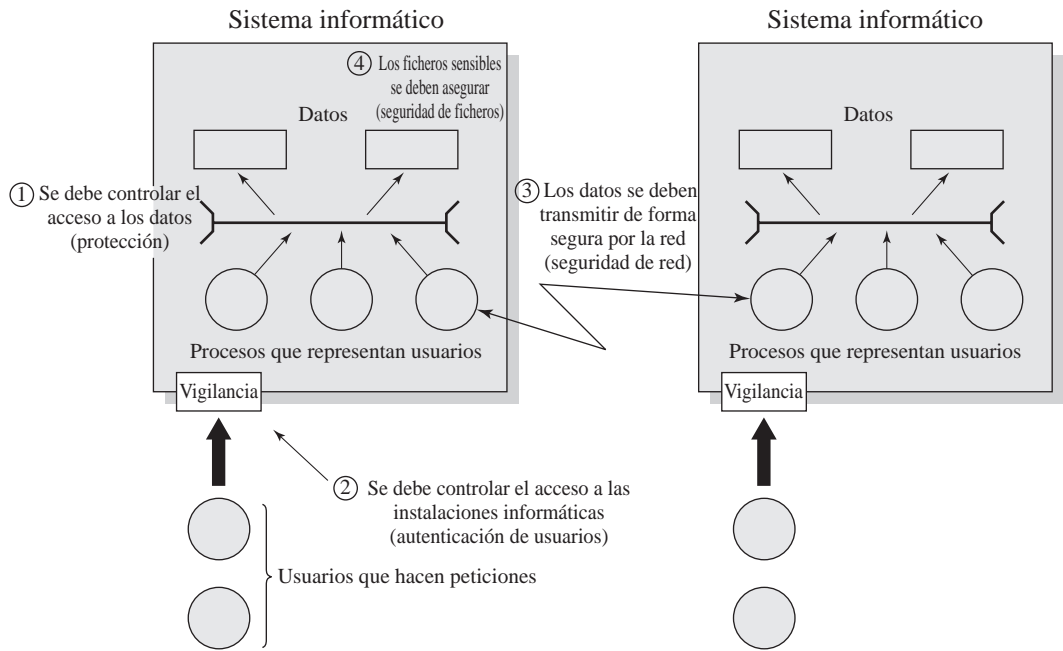 Sistema informático
Sistema informático
④ Los ficheros sensibles
se deben asegurar
(seguridad de ficheros)
Datos
Datos
① Se debe controlar el
acceso a los datos
(protección)
③ Los datos se deben
transmitir de forma
segura por la red
(seguridad de red)
Procesos que representan usuarios
Procesos que representan usuarios
Vigilancia
Vigilancia
② Se debe controlar el acceso a las
instalaciones informáticas
(autenticación de usuarios)
Usuarios que hacen peticiones